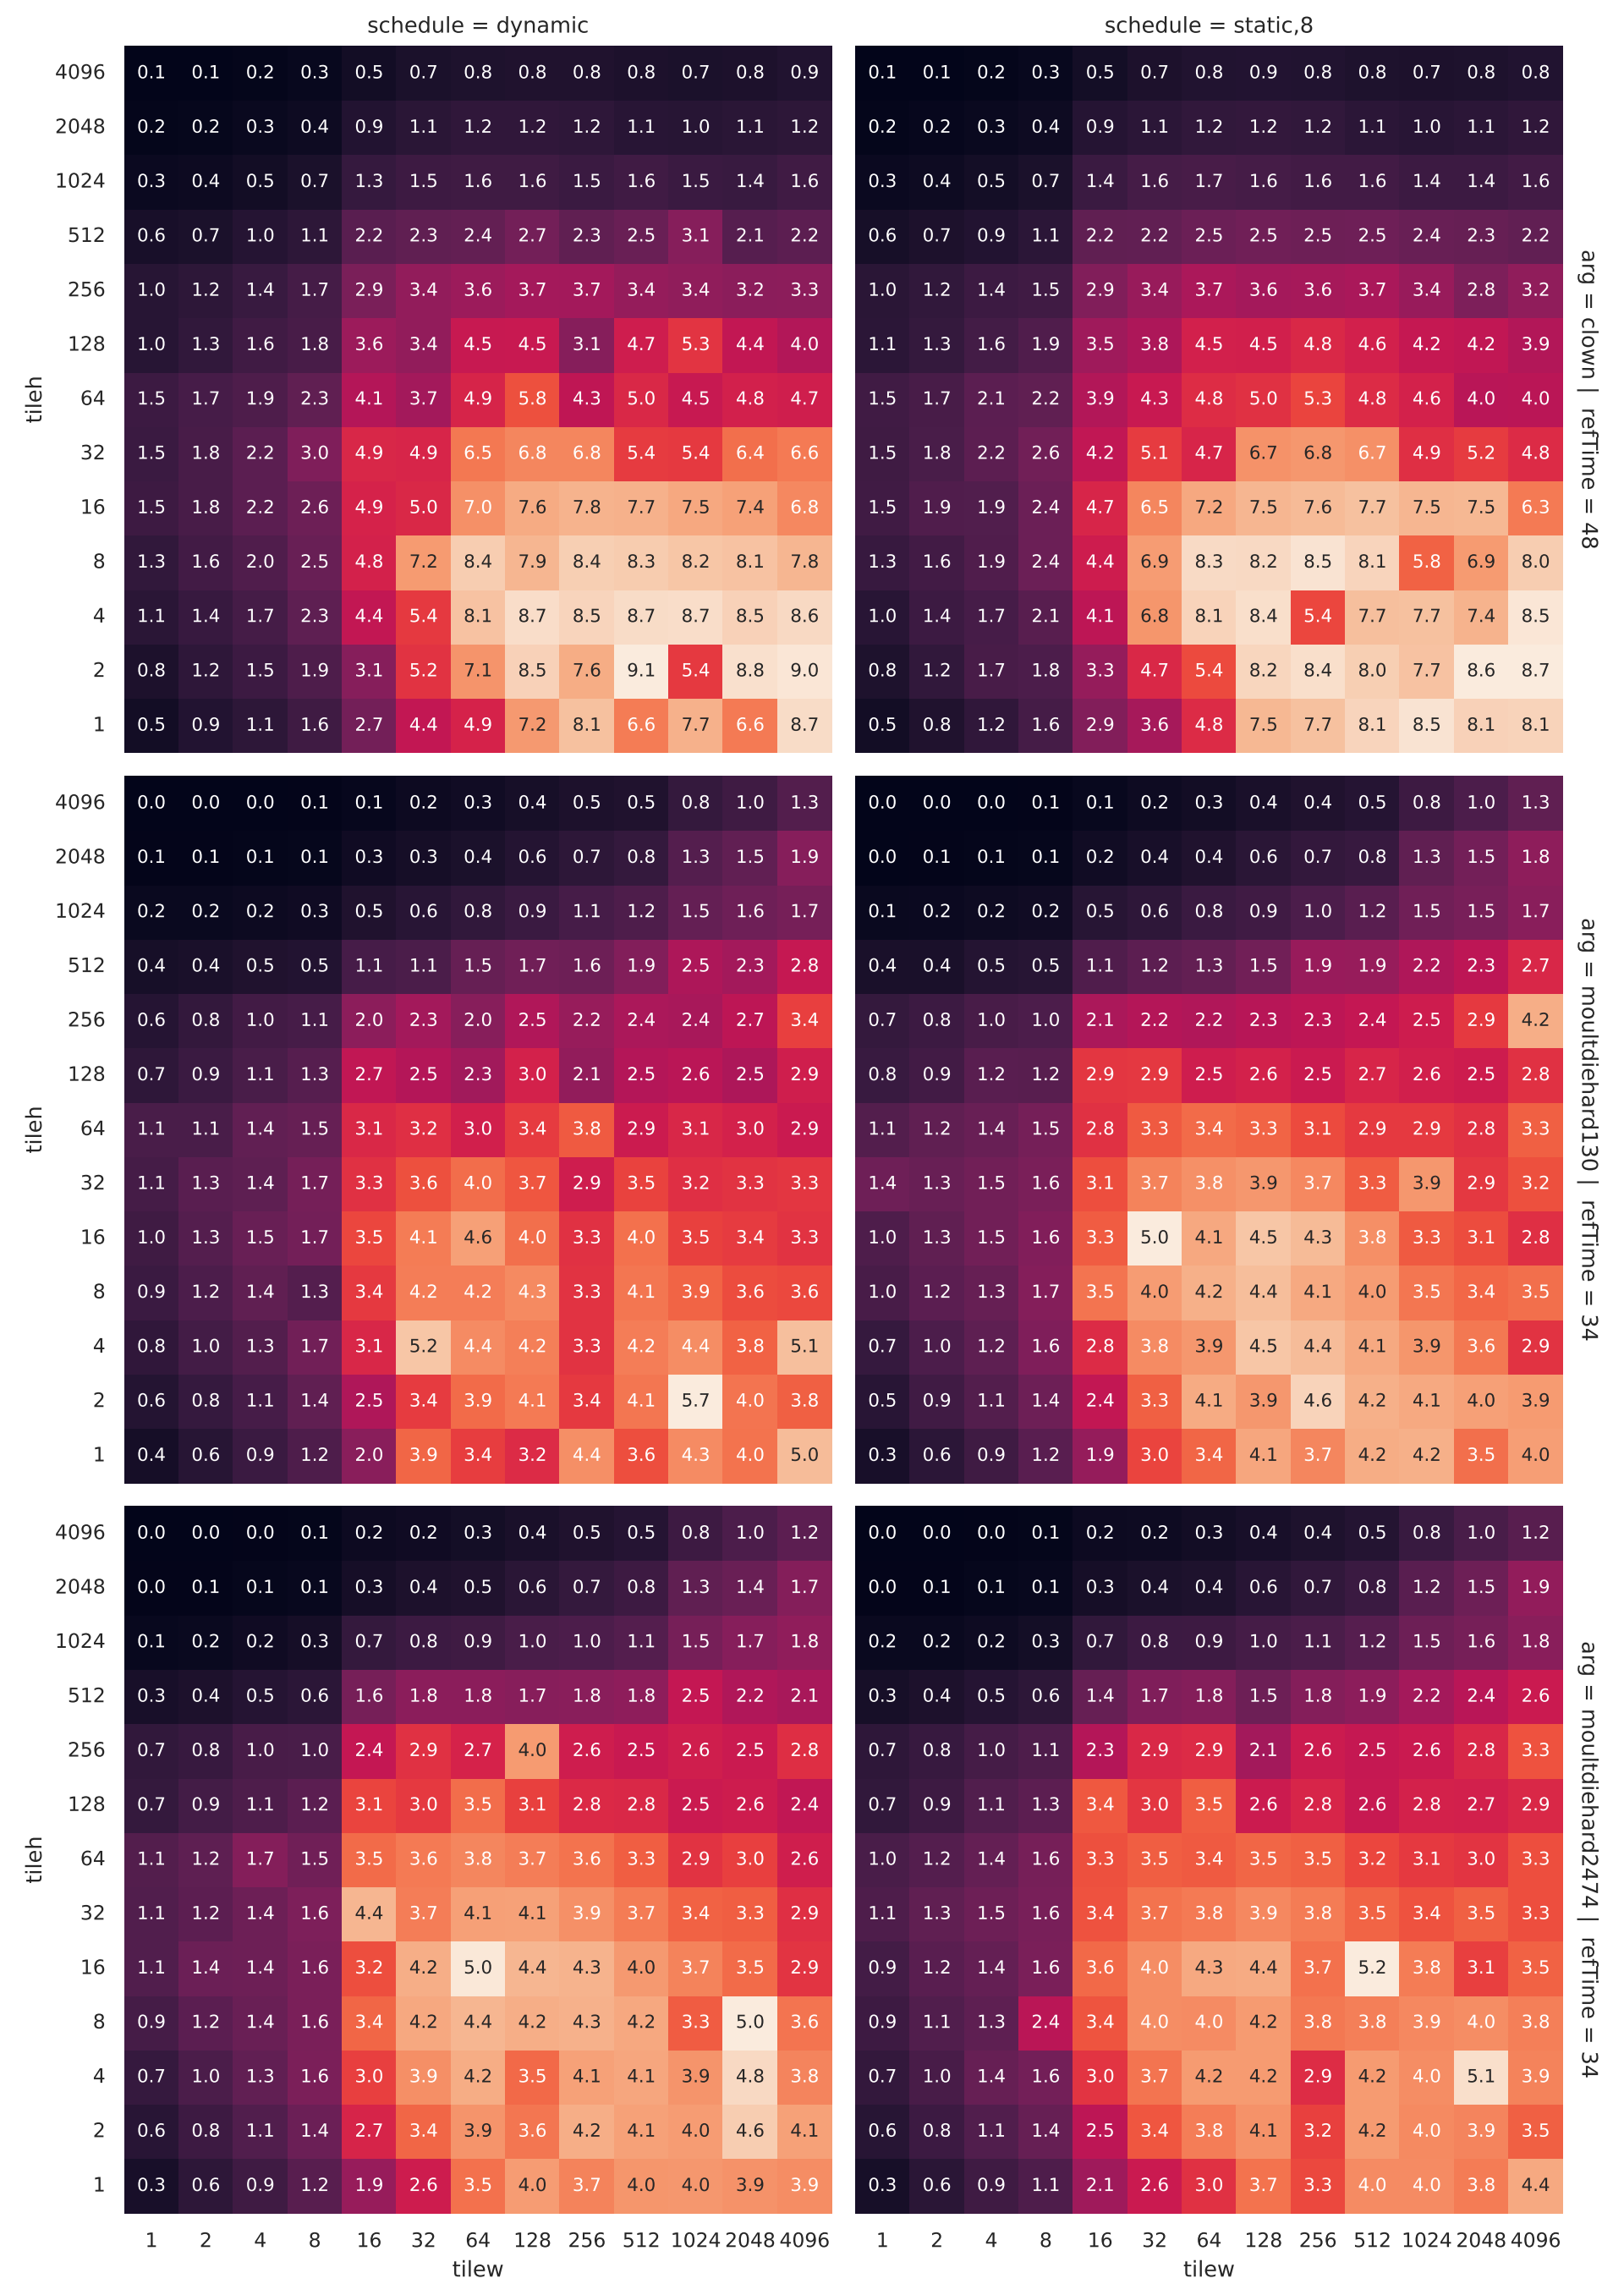 schedule = dynamic schedule = static,8
4096 0.1 0.1 0.2 0.3 0.5 0.7 0.8 0.8 0.8 0.8 0.7 0.8 0.9 0.1 0.1 0.2 0.3 0.5 0.7 0.8 0.9 0.8 0.8 0.7 0.8 0.8
2048 0.2 0.2 0.3 0.4 0.9 1.1 1.2 1.2 1.2 1.1 1.0 1.1 1.2 0.2 0.2 0.3 0.4 0.9 1.1 1.2 1.2 1.2 1.1 1.0 1.1 1.2
1024 0.3 0.4 0.5 0.7 1.3 1.5 1.6 1.6 1.5 1.6 1.5 1.4 1.6 0.3 0.4 0.5 0.7 1.4 1.6 1.7 1.6 1.6 1.6 1.4 1.4 1.6
512 0.6 0.7 1.0 1.1 2.2 2.3 2.4 2.7 2.3 2.5 3.1 2.1 2.2 0.6 0.7 0.9 1.1 2.2 2.2 2.5 2.5 2.5 2.5 2.4 2.3 2.2
256 1.0 1.2 1.4 1.7 2.9 3.4 3.6 3.7 3.7 3.4 3.4 3.2 3.3 1.0 1.2 1.4 1.5 2.9 3.4 3.7 3.6 3.6 3.7 3.4 2.8 3.2
128 1.0 1.3 1.6 1.8 3.6 3.4 4.5 4.5 3.1 4.7 5.3 4.4 4.0 1.1 1.3 1.6 1.9 3.5 3.8 4.5 4.5 4.8 4.6 4.2 4.2 3.9
64 1.5 1.7 1.9 2.3 4.1 3.7 4.9 5.8 4.3 5.0 4.5 4.8 4.7 1.5 1.7 2.1 2.2 3.9 4.3 4.8 5.0 5.3 4.8 4.6 4.0 4.0
32 1.5 1.8 2.2 3.0 4.9 4.9 6.5 6.8 6.8 5.4 5.4 6.4 6.6 1.5 1.8 2.2 2.6 4.2 5.1 4.7 6.7 6.8 6.7 4.9 5.2 4.8
16 1.5 1.8 2.2 2.6 4.9 5.0 7.0 7.6 7.8 7.7 7.5 7.4 6.8 1.5 1.9 1.9 2.4 4.7 6.5 7.2 7.5 7.6 7.7 7.5 7.5 6.3
8 1.3 1.6 2.0 2.5 4.8 7.2 8.4 7.9 8.4 8.3 8.2 8.1 7.8 1.3 1.6 1.9 2.4 4.4 6.9 8.3 8.2 8.5 8.1 5.8 6.9 8.0
4 1.1 1.4 1.7 2.3 4.4 5.4 8.1 8.7 8.5 8.7 8.7 8.5 8.6 1.0 1.4 1.7 2.1 4.1 6.8 8.1 8.4 5.4 7.7 7.7 7.4 8.5
2 0.8 1.2 1.5 1.9 3.1 5.2 7.1 8.5 7.6 9.1 5.4 8.8 9.0 0.8 1.2 1.7 1.8 3.3 4.7 5.4 8.2 8.4 8.0 7.7 8.6 8.7
1 0.5 0.9 1.1 1.6 2.7 4.4 4.9 7.2 8.1 6.6 7.7 6.6 8.7 0.5 0.8 1.2 1.6 2.9 3.6 4.8 7.5 7.7 8.1 8.5 8.1 8.1
tileh
arg = clown | refTime = 48
4096 0.0 0.0 0.0 0.1 0.1 0.2 0.3 0.4 0.5 0.5 0.8 1.0 1.3 0.0 0.0 0.0 0.1 0.1 0.2 0.3 0.4 0.4 0.5 0.8 1.0 1.3
2048 0.1 0.1 0.1 0.1 0.3 0.3 0.4 0.6 0.7 0.8 1.3 1.5 1.9 0.0 0.1 0.1 0.1 0.2 0.4 0.4 0.6 0.7 0.8 1.3 1.5 1.8
1024 0.2 0.2 0.2 0.3 0.5 0.6 0.8 0.9 1.1 1.2 1.5 1.6 1.7 0.1 0.2 0.2 0.2 0.5 0.6 0.8 0.9 1.0 1.2 1.5 1.5 1.7
512 0.4 0.4 0.5 0.5 1.1 1.1 1.5 1.7 1.6 1.9 2.5 2.3 2.8 0.4 0.4 0.5 0.5 1.1 1.2 1.3 1.5 1.9 1.9 2.2 2.3 2.7
256 0.6 0.8 1.0 1.1 2.0 2.3 2.0 2.5 2.2 2.4 2.4 2.7 3.4 0.7 0.8 1.0 1.0 2.1 2.2 2.2 2.3 2.3 2.4 2.5 2.9 4.2
128 0.7 0.9 1.1 1.3 2.7 2.5 2.3 3.0 2.1 2.5 2.6 2.5 2.9 0.8 0.9 1.2 1.2 2.9 2.9 2.5 2.6 2.5 2.7 2.6 2.5 2.8
64 1.1 1.1 1.4 1.5 3.1 3.2 3.0 3.4 3.8 2.9 3.1 3.0 2.9 1.1 1.2 1.4 1.5 2.8 3.3 3.4 3.3 3.1 2.9 2.9 2.8 3.3
32 1.1 1.3 1.4 1.7 3.3 3.6 4.0 3.7 2.9 3.5 3.2 3.3 3.3 1.4 1.3 1.5 1.6 3.1 3.7 3.8 3.9 3.7 3.3 3.9 2.9 3.2
16 1.0 1.3 1.5 1.7 3.5 4.1 4.6 4.0 3.3 4.0 3.5 3.4 3.3 1.0 1.3 1.5 1.6 3.3 5.0 4.1 4.5 4.3 3.8 3.3 3.1 2.8
8 0.9 1.2 1.4 1.3 3.4 4.2 4.2 4.3 3.3 4.1 3.9 3.6 3.6 1.0 1.2 1.3 1.7 3.5 4.0 4.2 4.4 4.1 4.0 3.5 3.4 3.5
4 0.8 1.0 1.3 1.7 3.1 5.2 4.4 4.2 3.3 4.2 4.4 3.8 5.1 0.7 1.0 1.2 1.6 2.8 3.8 3.9 4.5 4.4 4.1 3.9 3.6 2.9
2 0.6 0.8 1.1 1.4 2.5 3.4 3.9 4.1 3.4 4.1 5.7 4.0 3.8 0.5 0.9 1.1 1.4 2.4 3.3 4.1 3.9 4.6 4.2 4.1 4.0 3.9
1 0.4 0.6 0.9 1.2 2.0 3.9 3.4 3.2 4.4 3.6 4.3 4.0 5.0 0.3 0.6 0.9 1.2 1.9 3.0 3.4 4.1 3.7 4.2 4.2 3.5 4.0
tileh
arg = moultdiehard130 | refTime = 34
4096 0.0 0.0 0.0 0.1 0.2 0.2 0.3 0.4 0.5 0.5 0.8 1.0 1.2 0.0 0.0 0.0 0.1 0.2 0.2 0.3 0.4 0.4 0.5 0.8 1.0 1.2
2048 0.0 0.1 0.1 0.1 0.3 0.4 0.5 0.6 0.7 0.8 1.3 1.4 1.7 0.0 0.1 0.1 0.1 0.3 0.4 0.4 0.6 0.7 0.8 1.2 1.5 1.9
1024 0.1 0.2 0.2 0.3 0.7 0.8 0.9 1.0 1.0 1.1 1.5 1.7 1.8 0.2 0.2 0.2 0.3 0.7 0.8 0.9 1.0 1.1 1.2 1.5 1.6 1.8
512 0.3 0.4 0.5 0.6 1.6 1.8 1.8 1.7 1.8 1.8 2.5 2.2 2.1 0.3 0.4 0.5 0.6 1.4 1.7 1.8 1.5 1.8 1.9 2.2 2.4 2.6
256 0.7 0.8 1.0 1.0 2.4 2.9 2.7 4.0 2.6 2.5 2.6 2.5 2.8 0.7 0.8 1.0 1.1 2.3 2.9 2.9 2.1 2.6 2.5 2.6 2.8 3.3
128 0.7 0.9 1.1 1.2 3.1 3.0 3.5 3.1 2.8 2.8 2.5 2.6 2.4 0.7 0.9 1.1 1.3 3.4 3.0 3.5 2.6 2.8 2.6 2.8 2.7 2.9
64 1.1 1.2 1.7 1.5 3.5 3.6 3.8 3.7 3.6 3.3 2.9 3.0 2.6 1.0 1.2 1.4 1.6 3.3 3.5 3.4 3.5 3.5 3.2 3.1 3.0 3.3
32 1.1 1.2 1.4 1.6 4.4 3.7 4.1 4.1 3.9 3.7 3.4 3.3 2.9 1.1 1.3 1.5 1.6 3.4 3.7 3.8 3.9 3.8 3.5 3.4 3.5 3.3
16 1.1 1.4 1.4 1.6 3.2 4.2 5.0 4.4 4.3 4.0 3.7 3.5 2.9 0.9 1.2 1.4 1.6 3.6 4.0 4.3 4.4 3.7 5.2 3.8 3.1 3.5
8 0.9 1.2 1.4 1.6 3.4 4.2 4.4 4.2 4.3 4.2 3.3 5.0 3.6 0.9 1.1 1.3 2.4 3.4 4.0 4.0 4.2 3.8 3.8 3.9 4.0 3.8
4 0.7 1.0 1.3 1.6 3.0 3.9 4.2 3.5 4.1 4.1 3.9 4.8 3.8 0.7 1.0 1.4 1.6 3.0 3.7 4.2 4.2 2.9 4.2 4.0 5.1 3.9
2 0.6 0.8 1.1 1.4 2.7 3.4 3.9 3.6 4.2 4.1 4.0 4.6 4.1 0.6 0.8 1.1 1.4 2.5 3.4 3.8 4.1 3.2 4.2 4.0 3.9 3.5
1 0.3 0.6 0.9 1.2 1.9 2.6 3.5 4.0 3.7 4.0 4.0 3.9 3.9 0.3 0.6 0.9 1.1 2.1 2.6 3.0 3.7 3.3 4.0 4.0 3.8 4.4
tileh
arg = moultdiehard2474 | refTime = 34
1 2 4 8 16 32 64 128 256 512 1024 2048 4096 1 2 4 8 16 32 64 128 256 512 1024 2048 4096
tilew tilew